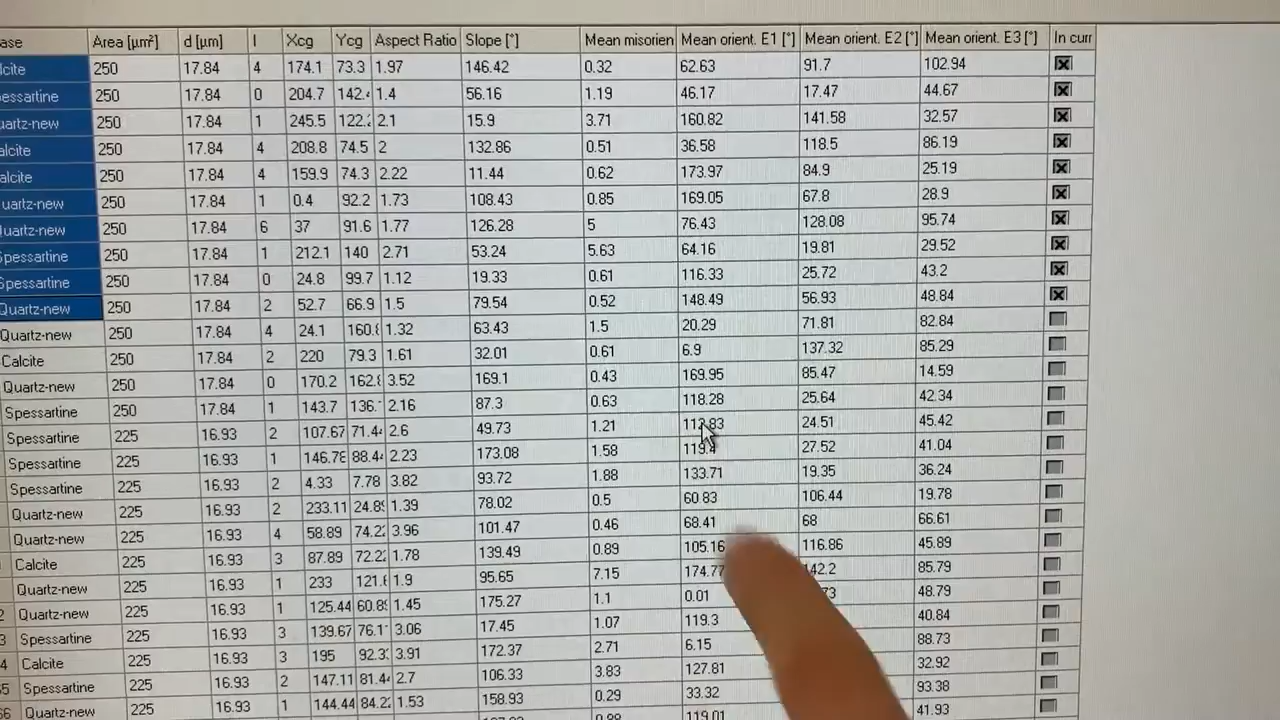 ase Area [µm²] d [µm] I Xcg Ycg Aspect Ratio Slope [°] Mean misorien Mean orient. E1 [°] Mean orient. E2 [°] Mean orient. E3 [°] In curr
lcite 250 17.84 4 174.1 73.3 1.97 146.42 0.32 62.63 91.7 102.94
pessartine 250 17.84 0 204.7 142. 1.4 56.16 1.19 46.17 17.47 44.67
uartz-new 250 17.84 1 245.5 122. 2.1 15.9 3.71 160.82 141.58 32.57
alcite 250 17.84 4 208.8 74.5 2 132.86 0.51 36.58 118.5 86.19
alcite 250 17.84 4 159.9 74.3 2.22 11.44 0.62 173.97 84.9 25.19
uartz-new 250 17.84 1 0.4 92.2 1.73 108.43 0.85 169.05 67.8 28.9
Quartz-new 250 17.84 6 37 91.6 1.77 126.28 5 76.43 128.08 95.74
Spessartine 250 17.84 1 212.1 140 2.71 53.24 5.63 64.16 19.81 29.52
Spessartine 250 17.84 0 24.8 99.7 1.12 19.33 0.61 116.33 25.72 43.2
Quartz-new 250 17.84 2 52.7 66.9 1.5 79.54 0.52 148.49 56.93 48.84
Quartz-new 250 17.84 4 24.1 160. 1.32 63.43 1.5 20.29 71.81 82.84
Calcite 250 17.84 2 220 79.3 1.61 32.01 0.61 6.9 137.32 85.29
Quartz-new 250 17.84 0 170.2 162. 3.52 169.1 0.43 169.95 85.47 14.59
Spessartine 250 17.84 1 143.7 136. 2.16 87.3 0.63 118.28 25.64 42.34
Spessartine 225 16.93 2 107.67 71.4 2.6 49.73 1.21 112.83 24.51 45.42
Spessartine 225 16.93 1 146.78 88.4 2.23 173.08 1.58 119.4 27.52 41.04
Spessartine 225 16.93 2 4.33 7.78 3.82 93.72 1.88 133.71 19.35 36.24
Quartz-new 225 16.93 2 233.11 24.8 1.39 78.02 0.5 60.83 106.44 19.78
Quartz-new 225 16.93 4 58.89 74.2 3.96 101.47 0.46 68.41 68 66.61
Calcite 225 16.93 3 87.89 72.2 1.78 139.49 0.89 105.16 116.86 45.89
Quartz-new 225 16.93 1 233 121. 1.9 95.65 7.15 174.77 142.2 85.79
2 Quartz-new 225 16.93 1 125.44 60.8 1.45 175.27 1.1 0.01 73 48.79
3 Spessartine 225 16.93 3 139.67 76.1 3.06 17.45 1.07 119.3 40.84
4 Calcite 225 16.93 3 195 92.3 3.91 172.37 2.71 6.15 88.73
5 Spessartine 225 16.93 2 147.11 81.4 2.7 106.33 3.83 127.81 32.92
6 Quartz-new 225 16.93 1 144.44 84.2 1.53 158.93 0.29 33.32 93.38
119.01 41.93